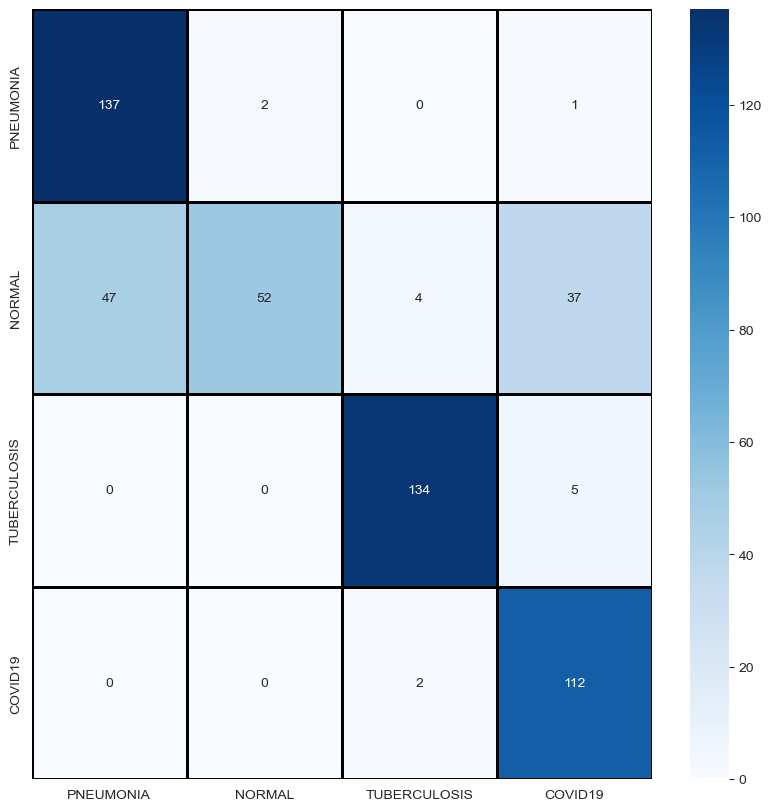 PNEUMONIA
137 2 0 1
NORMAL
47 52 4 37
TUBERCULOSIS
0 0 134 5
COVID19
0 0 2 112
PNEUMONIA NORMAL TUBERCULOSIS COVID19
120
100
80
60
40
20
0